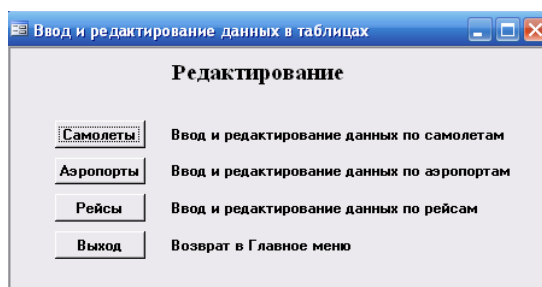 Ввод и редактирование данных в таблицах
Редактирование
Самолеты Ввод и редактирование данных по самолетам
Аэропорты Ввод и редактирование данных по аэропортам
Рейсы Ввод и редактирование данных по рейсам
Выход Возврат в Главное меню